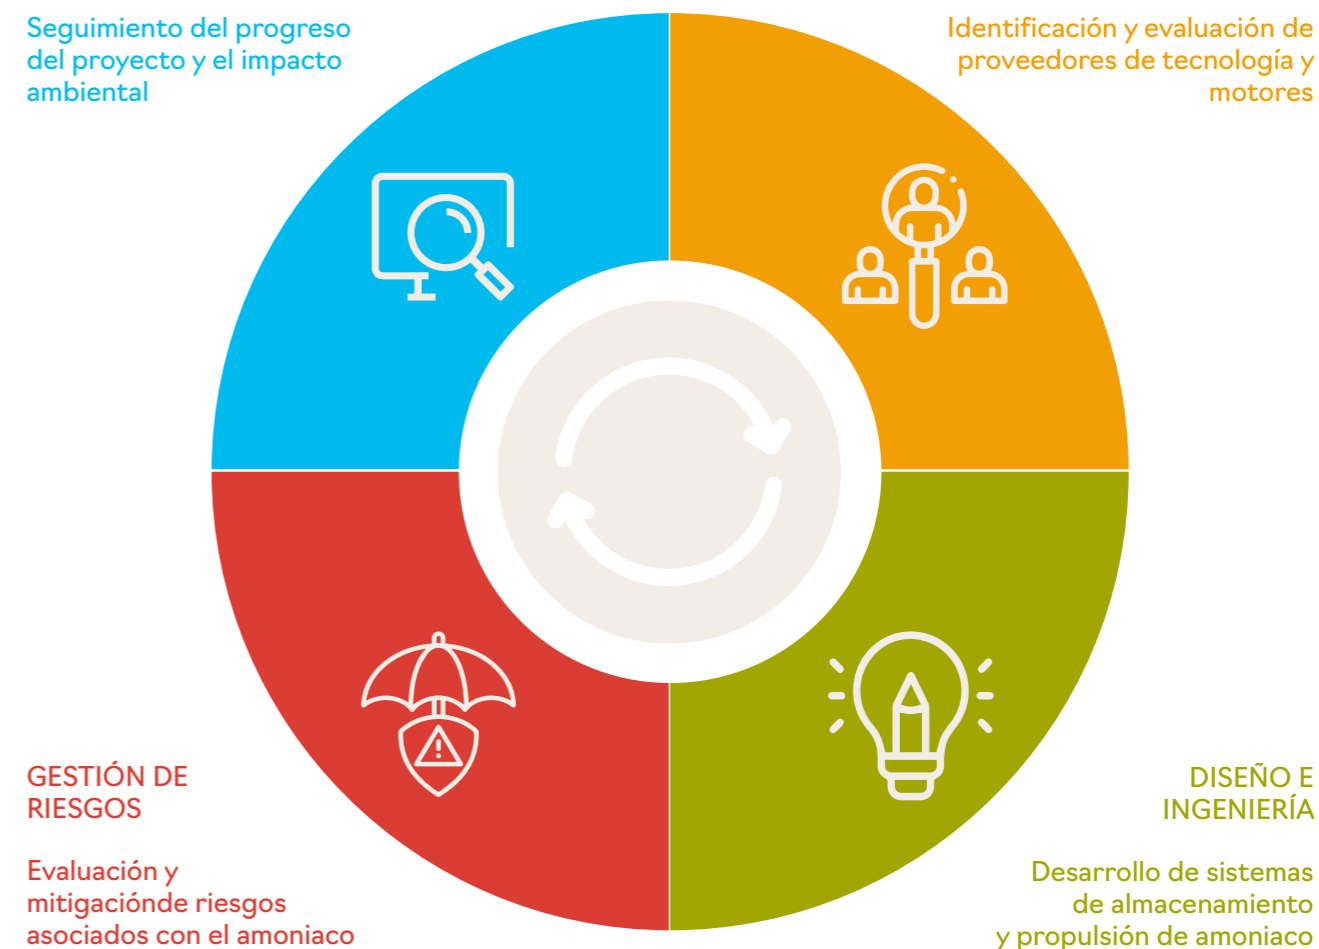 Seguimiento del progreso
del proyecto y el impacto
ambiental
Identificación y evaluación de
proveedores de tecnología y
motores
GESTIÓN DE
RIESGOS
Evaluación y
mitigaciónde riesgos
asociados con el amoniaco
DISEÑO E
INGENIERÍA
Desarrollo de sistemas
de almacenamiento
y propulsión de amoniaco